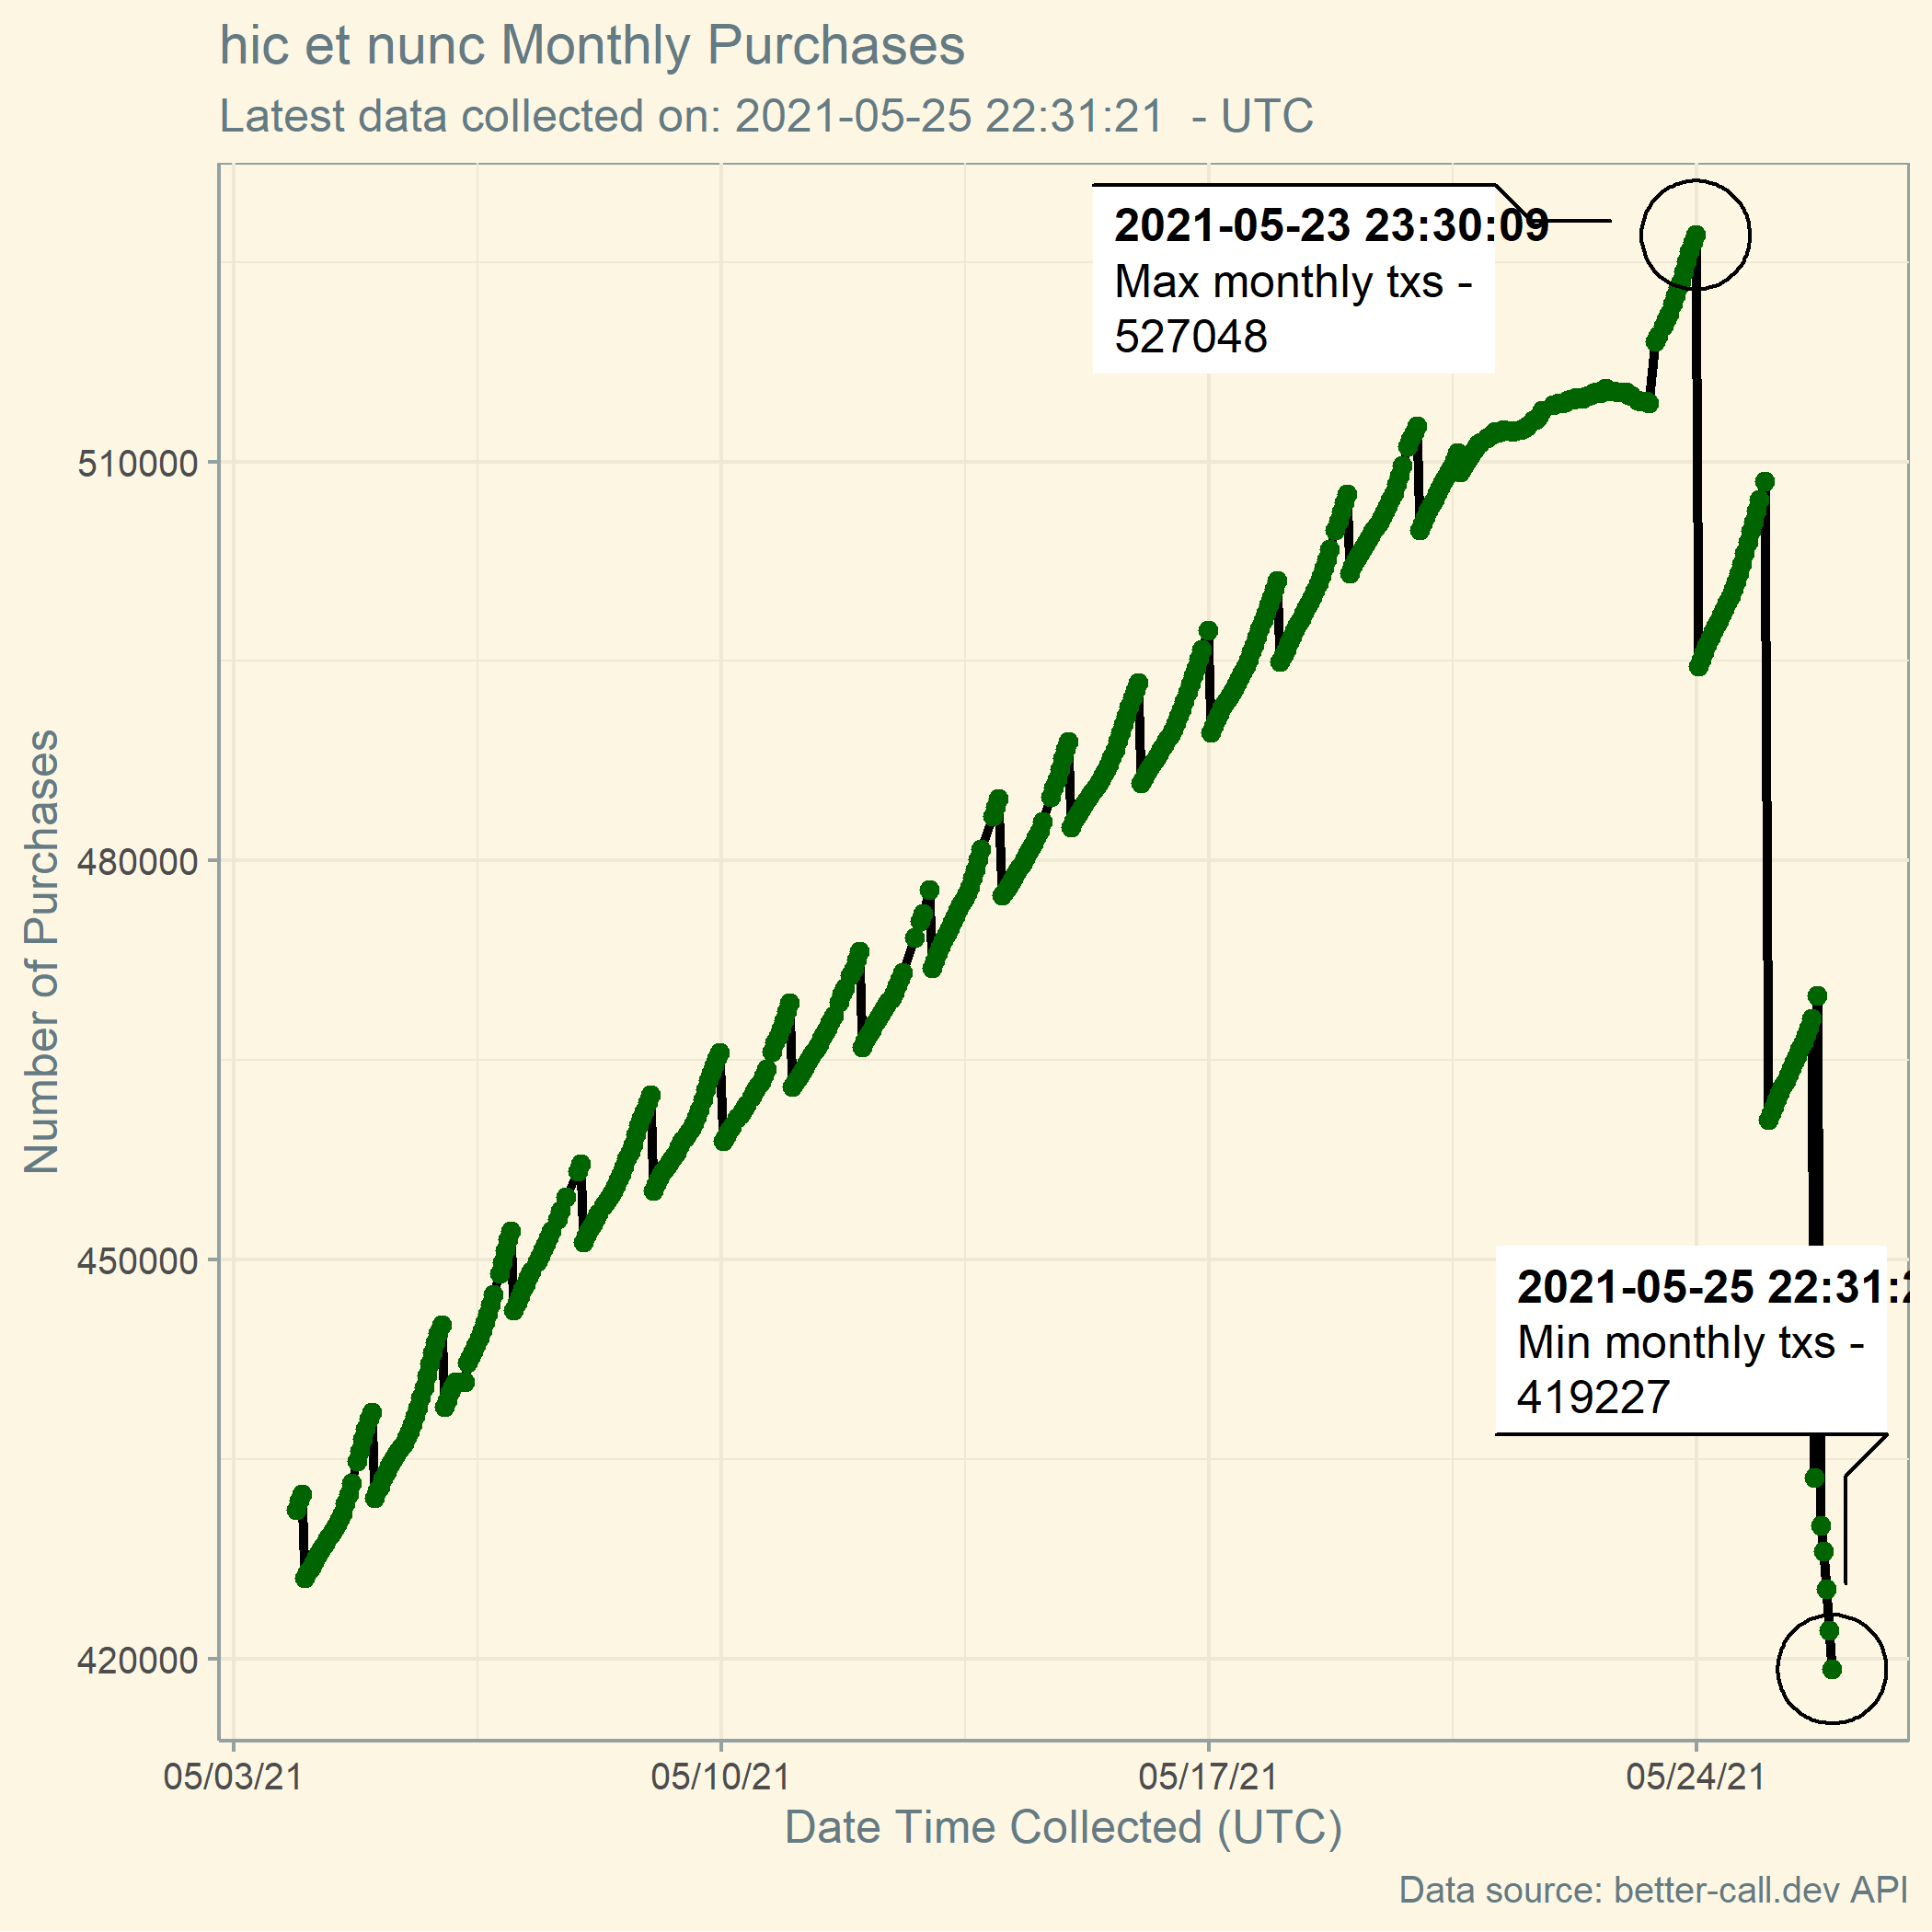 hic et nunc Monthly Purchases
Latest data collected on: 2021-05-25 22:31:21 - UTC
2021-05-23 23:30:09
Max monthly txs -
527048
510000
480000
450000
420000
Number of Purchases
2021-05-25 22:31:2
Min monthly txs -
419227
05/03/21
05/10/21
05/17/21
05/24/21
Date Time Collected (UTC)
Data source: better-call.dev API